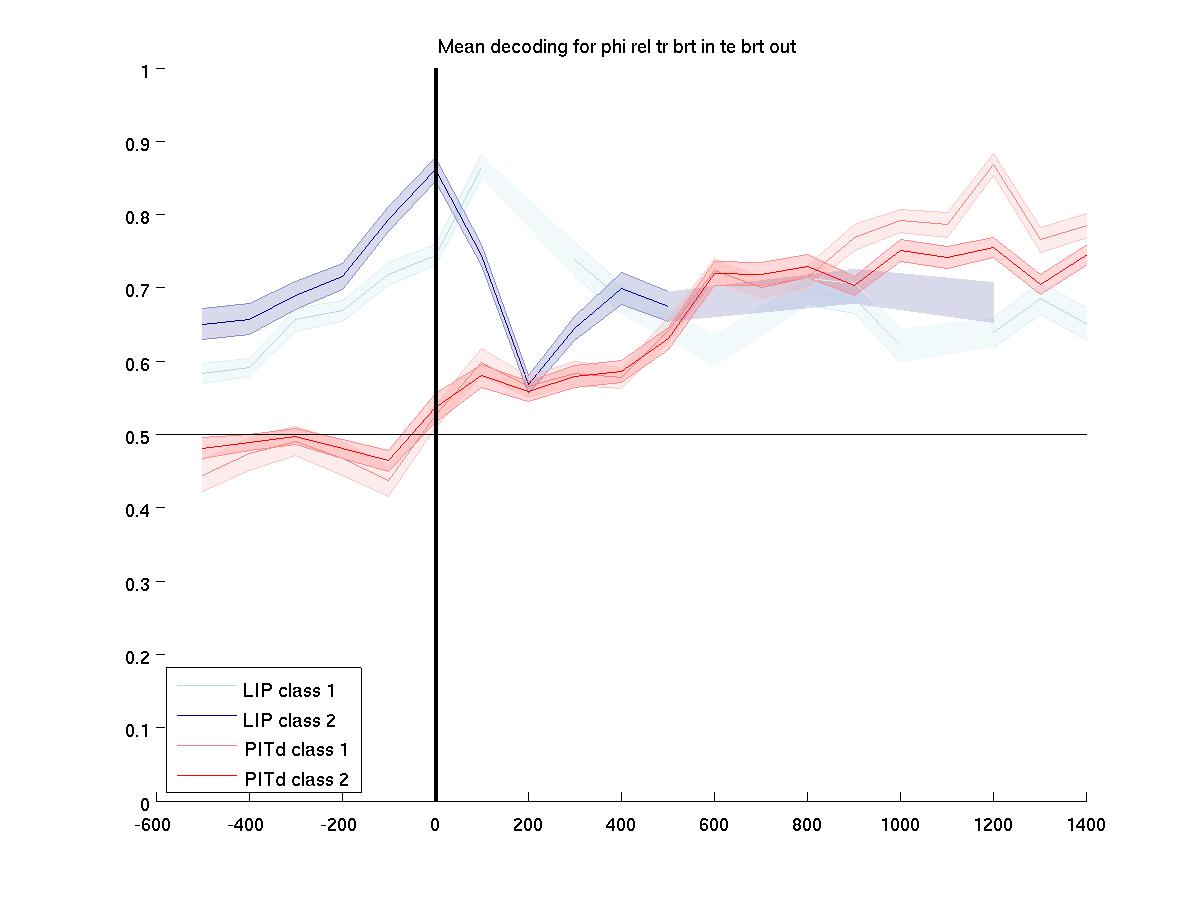 Mean decoding for phi rel tr brt in te brt out
1
0.9
0.8
0.7
0.6
0.5
0.4
0.3
0.2
0.1
0
LIP class 1
LIP class 2
PITd class 1
PITd class 2
-600 -400 -200 0 200 400 600 800 1000 1200 1400